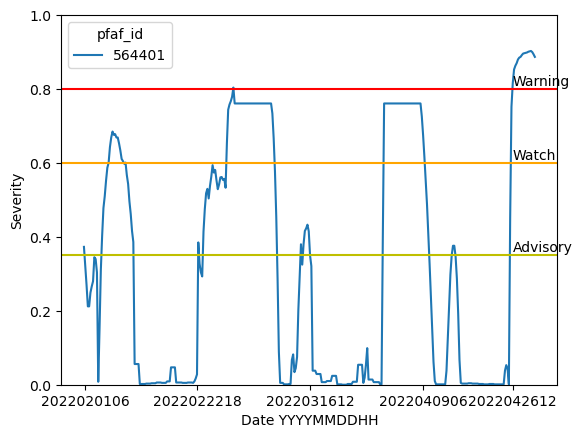 pfaf_id
564401
1.0
0.8
0.6
0.4
0.2
0.0
Severity
Warning
Watch
Advisory
2022020106
2022022218
2022031612
2022040906
2022042612
Date YYYYMMDDHH